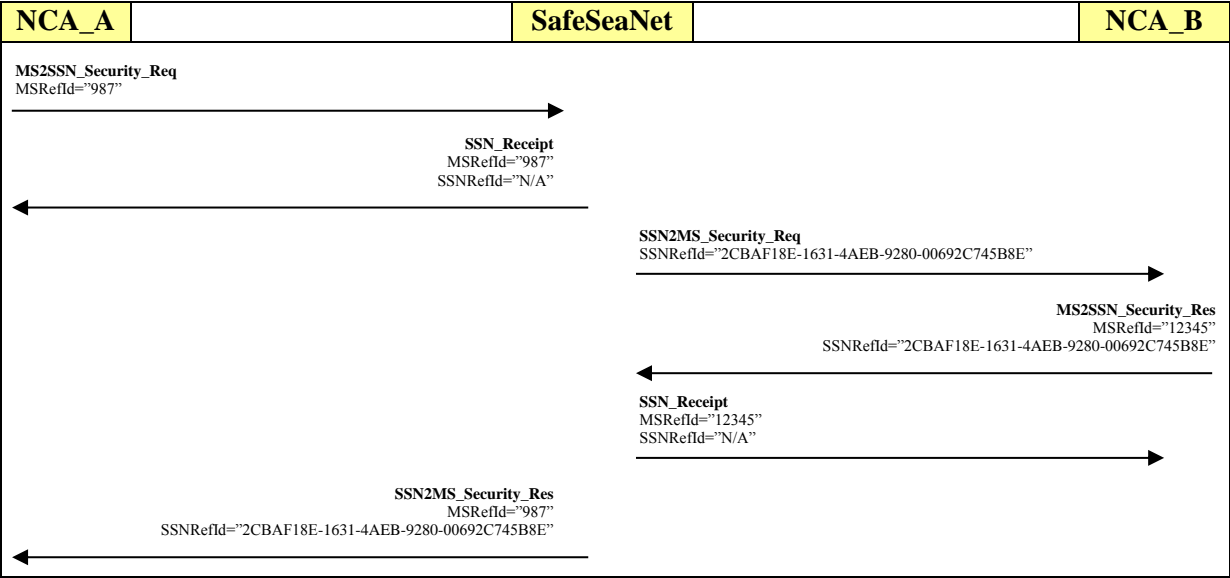 NCA_A
SafeSeaNet
NCA_B
MS2SSN_Security_Req
MSRefId=”987”
SSN_Receipt
MSRefId=”987”
SSNRefId=”N/A”
SSN2MS_Security_Req
SSNRefId=”2CBAF18E-1631-4AEB-9280-00692C745B8E”
MS2SSN_Security_Res
MSRefId=”12345”
SSNRefId=”2CBAF18E-1631-4AEB-9280-00692C745B8E”
SSN_Receipt
MSRefId=”12345”
SSNRefId=”N/A”
SSN2MS_Security_Res
MSRefId=”987”
SSNRefId=”2CBAF18E-1631-4AEB-9280-00692C745B8E”